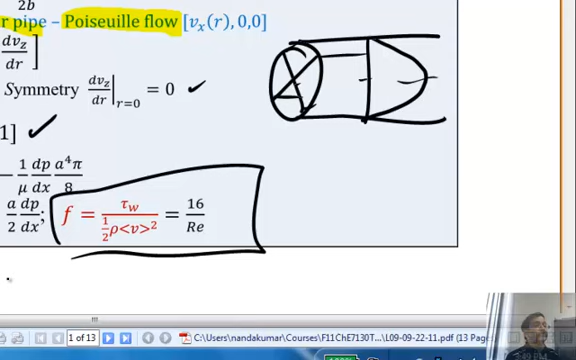 2b
r pipe – Poiseuille flow [vₓ(r), 0,0]
dv_z/dr ]
Symmetry dv_z/dr|r=0 = 0 ✓
1] ✓
− 1/μ dp/dx a⁴π/8
a/2 dp/dx; f = τ_w / (½ρ<v>²) = 16/Re
A
1 of 13
C:\Users\nandakumar\Courses\F11ChE7130T...\L09-09-22-11.pdf (13 Pages